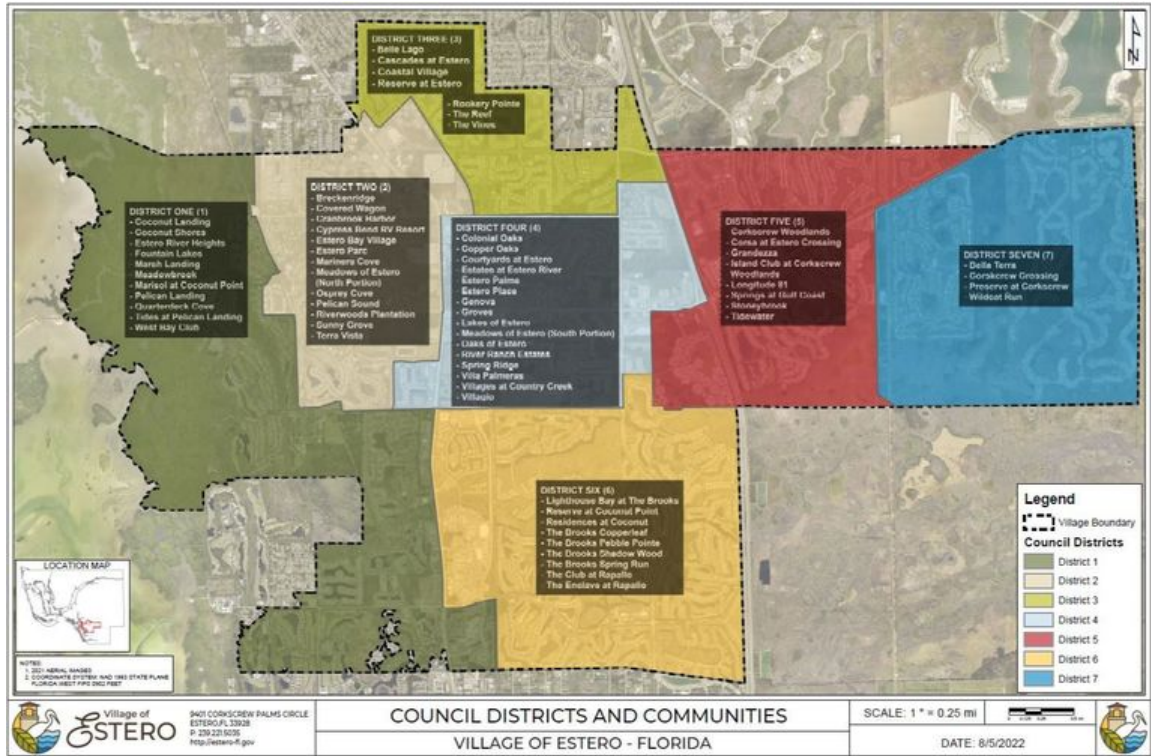 DISTRICT THREE (3)
- Belle Lago
- Cascades at Estero
- Coastal Village
- Reserve at Estero
- Rookery Pointe
- The Reef
- The Vines
N
DISTRICT ONE (1)
- Coconut Landing
- Coconut Shores
- Estero River Heights
- Fountain Lakes
- Marsh Landing
- Meadowbrook
- Marisol at Coconut Point
- Pelican Landing
- Quarterdeck Cove
- Tides at Pelican Landing
- West Bay Club
DISTRICT TWO (2)
- Breckenridge
- Covered Wagon
- Cranbrook Harbor
- Cypress Bend RV Resort
- Estero Bay Village
- Estero Parc
- Mariners Cove
- Meadows of Estero
(North Portion)
- Osprey Cove
- Pelican Sound
- Riverwoods Plantation
- Sunny Grove
- Terra Vista
DISTRICT FOUR (4)
- Colonial Oaks
- Copper Oaks
- Courtyards at Estero
- Estates at Estero River
- Estero Palms
- Estero Place
- Genova
- Groves
- Lakes of Estero
- Meadows of Estero (South Portion)
- Oaks of Estero
- River Ranch Estates
- Spring Ridge
- Villa Palmeras
- Villages at Country Creek
- Villagio
DISTRICT FIVE (5)
- Corkscrew Woodlands
- Corsa at Estero Crossing
- Grandezza
- Island Club at Corkscrew
Woodlands
- Longitude 81
- Springs at Gulf Coast
- Stoneybrook
- Tidewater
DISTRICT SEVEN (7)
- Bella Terra
- Corkscrew Crossing
- Preserve at Corkscrew
- Wildcat Run
DISTRICT SIX (6)
- Lighthouse Bay at The Brooks
- Reserve at Coconut Point
- Residences at Coconut
- The Brooks Copperleaf
- The Brooks Pebble Pointe
- The Brooks Shadow Wood
- The Brooks Spring Run
- The Club at Rapallo
- The Enclave at Rapallo
Legend
Village Boundary
Council Districts
District 1
District 2
District 3
District 4
District 5
District 6
District 7
LOCATION MAP
NOTES:
1. 2021 AERIAL IMAGES
2. COORDINATE SYSTEM: NAD 1983 STATE PLANE
FLORIDA WEST FIPS 0902 FEET
Village of
ESTERO
9401 CORKSCREW PALMS CIRCLE
ESTERO, FL 33928
P: 239.221.5035
http://estero-fl.gov
COUNCIL DISTRICTS AND COMMUNITIES
VILLAGE OF ESTERO - FLORIDA
SCALE: 1 " = 0.25 mi
DATE: 8/5/2022